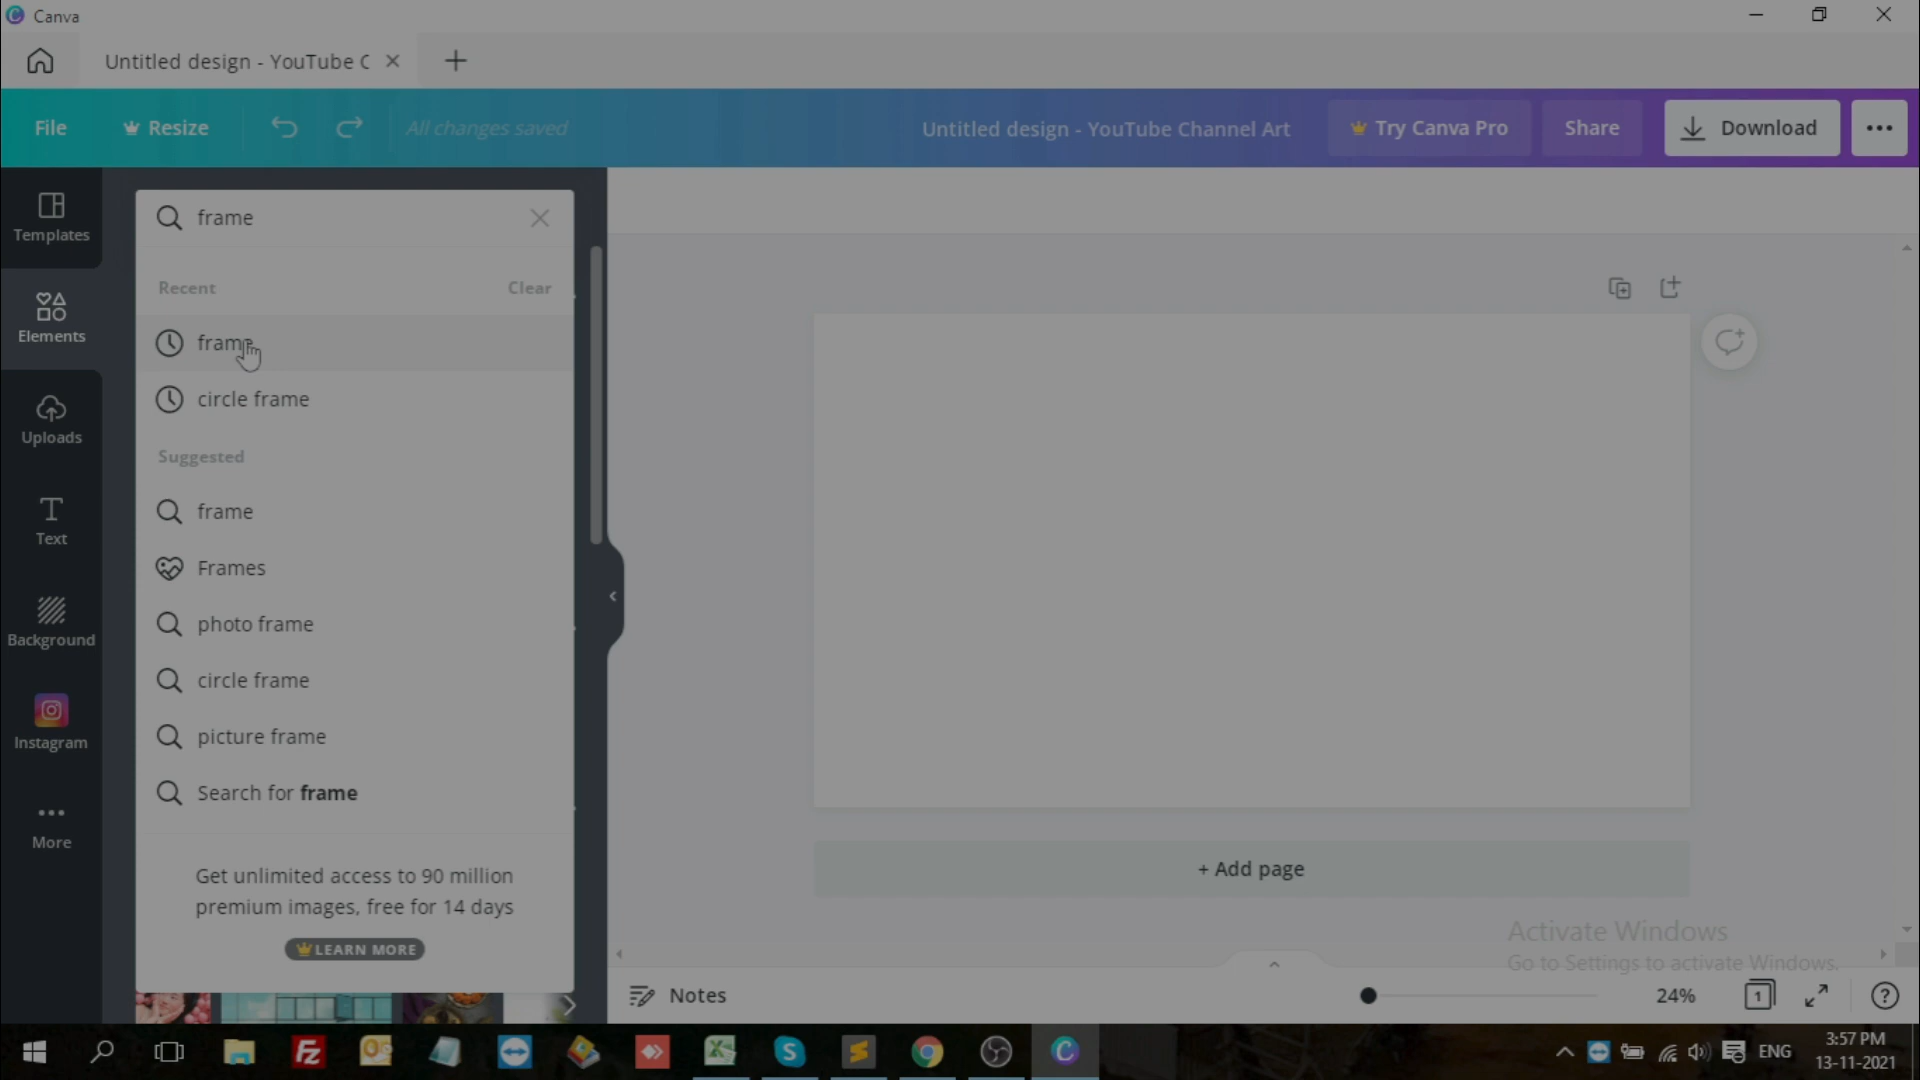 Canva
Untitled design - YouTube C
File
Resize
All changes saved
Untitled design - YouTube Channel Art
Try Canva Pro
Share
Download
Templates
Elements
Uploads
Text
Background
Instagram
More
frame
Recent
Clear
frame
circle frame
Suggested
frame
Frames
photo frame
circle frame
picture frame
Search for frame
Get unlimited access to 90 million
premium images, free for 14 days
LEARN MORE
+ Add page
Activate Windows
Go to Settings to activate Windows.
Notes
24%
1
ENG
3:57 PM
13-11-2021